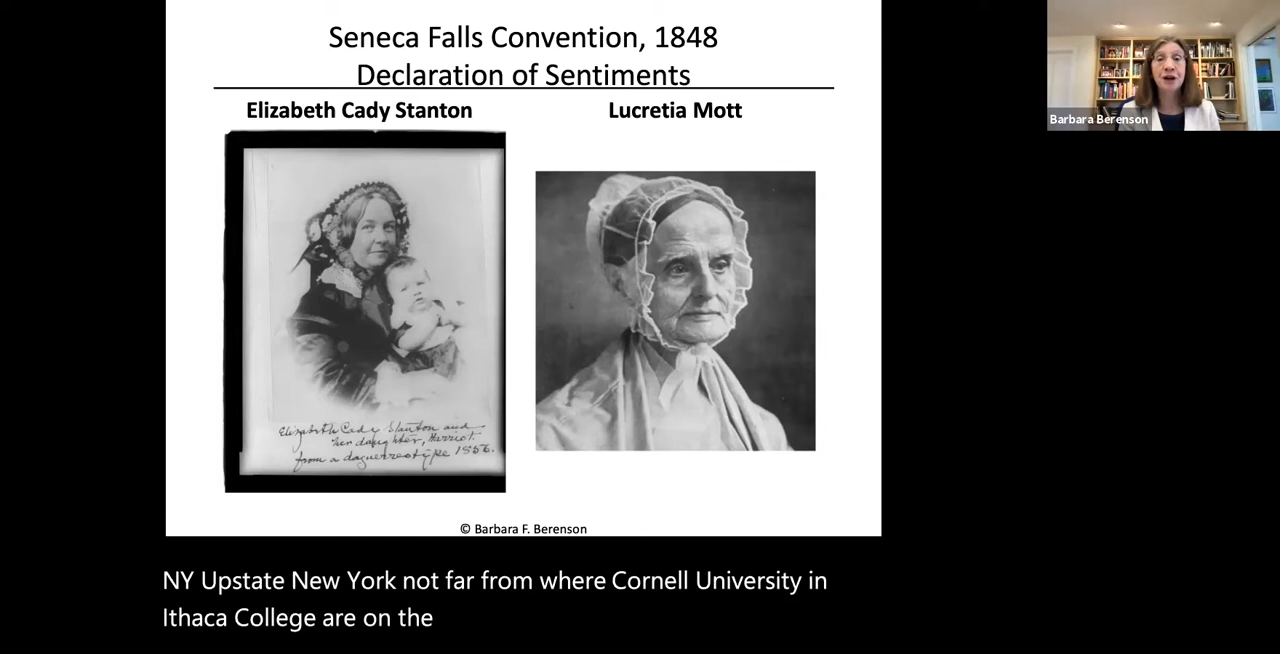 Seneca Falls Convention, 1848
Declaration of Sentiments
Elizabeth Cady Stanton
Lucretia Mott
Elizabeth Cady Stanton and
her daughter, Harriot.
from a daguerreotype 1856.
© Barbara F. Berenson
Barbara Berenson
NY Upstate New York not far from where Cornell University in
Ithaca College are on the